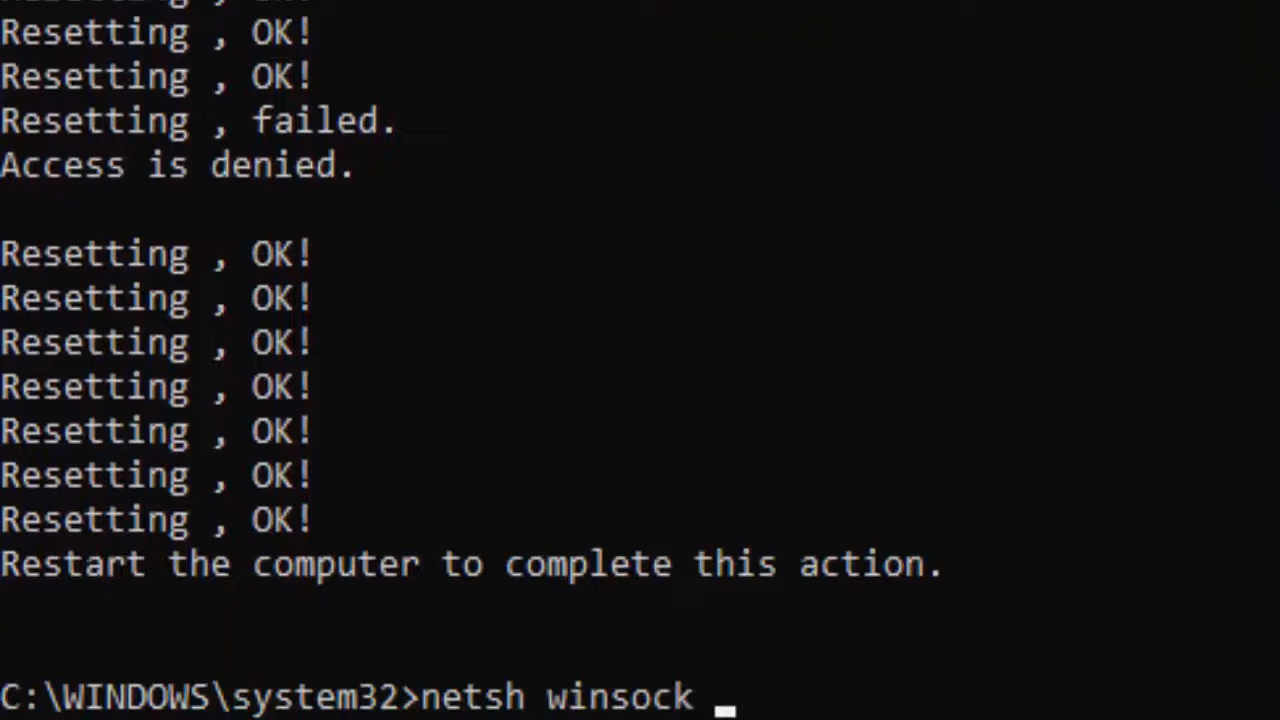 Resetting , OK!
Resetting , OK!
Resetting , failed.
Access is denied.
Resetting , OK!
Resetting , OK!
Resetting , OK!
Resetting , OK!
Resetting , OK!
Resetting , OK!
Resetting , OK!
Restart the computer to complete this action.
C:\WINDOWS\system32>netsh winsock